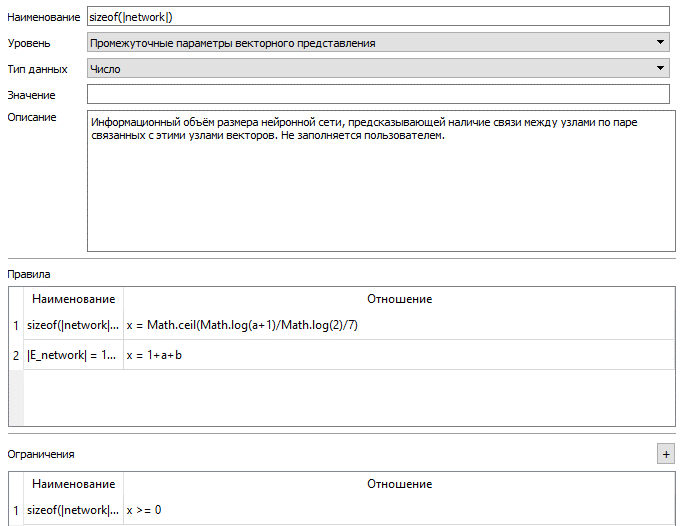 Наименование sizeof(|network|)
Уровень Промежуточные параметры векторного представления
Тип данных Число
Значение
Описание Информационный объём размера нейронной сети, предсказывающей наличие связи между узлами по паре
связанных с этими узлами векторов. Не заполняется пользователем.
Правила
Наименование Отношение
1 sizeof(|network|... x = Math.ceil(Math.log(a+1)/Math.log(2)/7)
2 |E_network| = 1... x = 1+a+b
Ограничения +
Наименование Отношение
1 sizeof(|network|... x >= 0